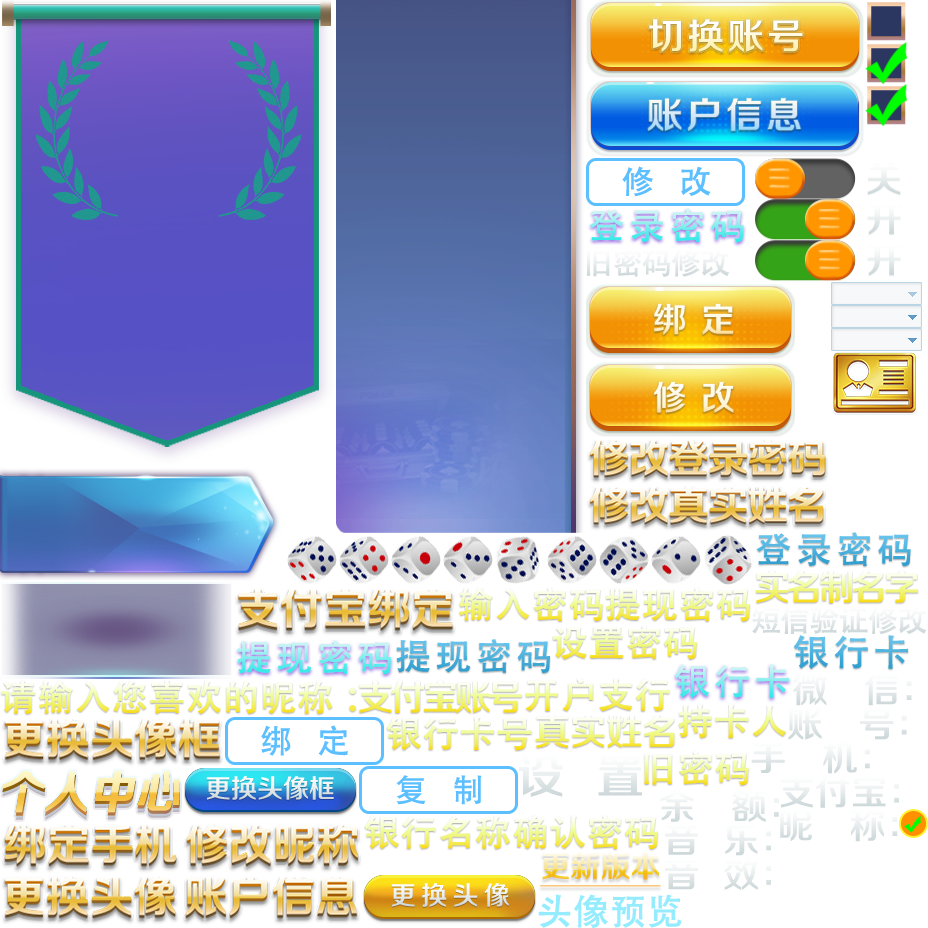 切换账号
账户信息
修 改
关
登录密码
开
旧密码修改
开
绑 定
修 改
修改登录密码
修改真实姓名
登录密码
实名制名字
支付宝绑定
输入密码提现密码
短信验证修改
提现密码
提现密码
设置密码
银行卡
请输入您喜欢的昵称:
支付宝账号开户支行
银行卡
微 信:
更换头像框
绑 定
银行卡号真实姓名
持卡人
账 号:
个人中心
更换头像框
复 制
设 置
旧密码
手 机:
余 额:
支付宝:
绑定手机
修改昵称
银行名称确认密码
音 乐:
昵 称:
更换头像
账户信息
更换头像
更新版本
音 效:
头像预览